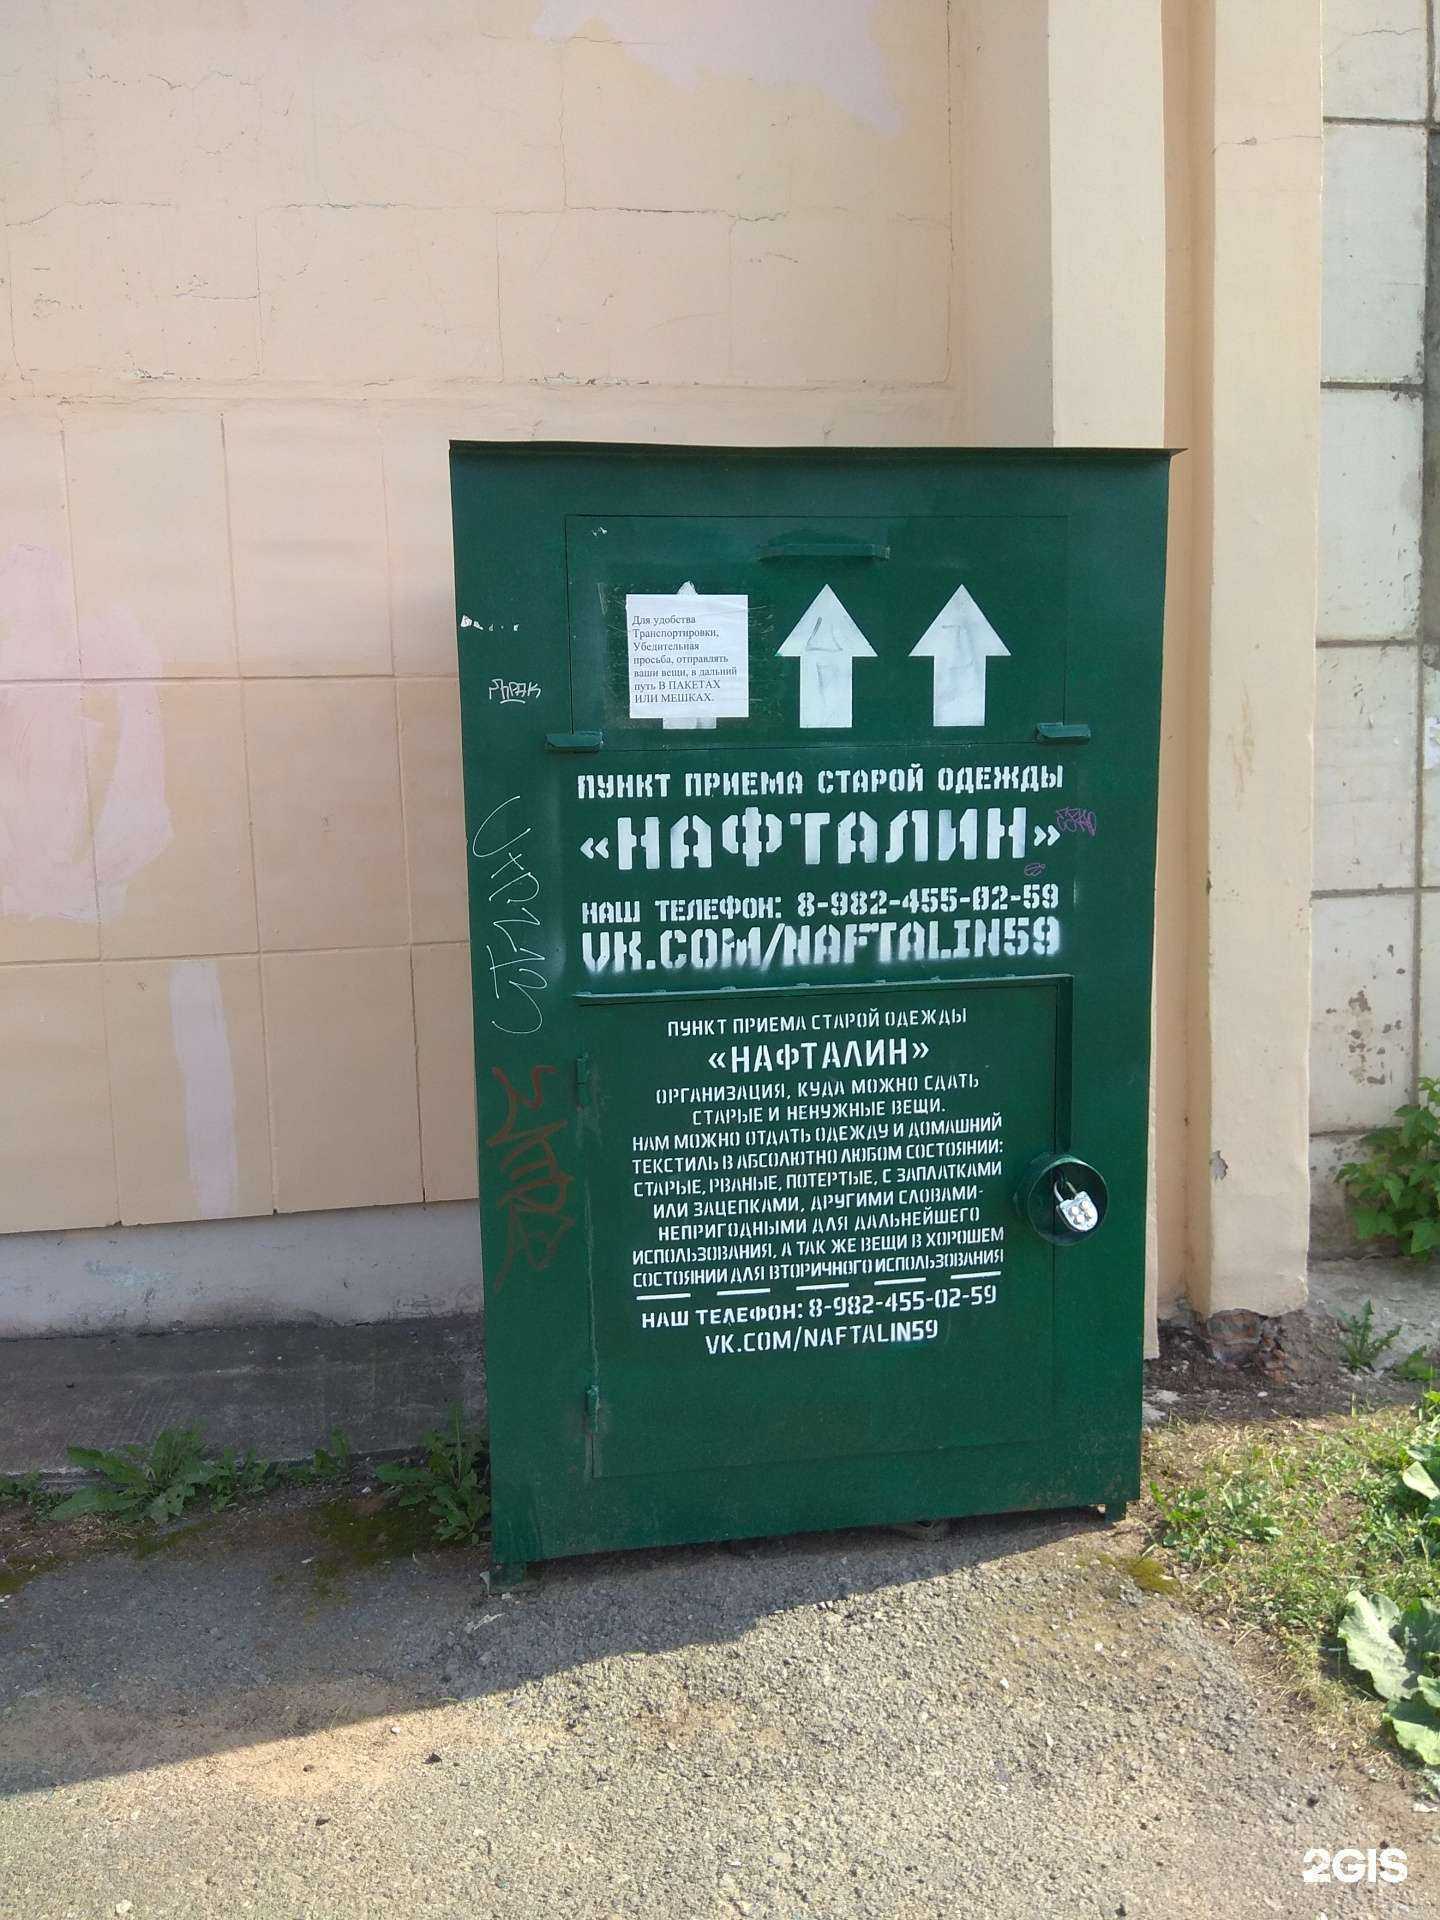 Для удобства
Транспортировки,
Убедительная
просьба, отправлять
ваши вещи, в дальний
путь В ПАКЕТАХ
ИЛИ МЕШКАХ.
ПУНКТ ПРИЕМА СТАРОЙ ОДЕЖДЫ
«НАФТАЛИН»
НАШ ТЕЛЕФОН: 8-982-455-02-59
VK.COM/NAFTALIN59
ПУНКТ ПРИЕМА СТАРОЙ ОДЕЖДЫ
«НАФТАЛИН»
ОРГАНИЗАЦИЯ, КУДА МОЖНО СДАТЬ
СТАРЫЕ И НЕНУЖНЫЕ ВЕЩИ.
НАМ МОЖНО ОТДАТЬ ОДЕЖДУ И ДОМАШНИЙ
ТЕКСТИЛЬ В АБСОЛЮТНО ЛЮБОМ СОСТОЯНИИ:
СТАРЫЕ, РВАНЫЕ, ПОТЕРТЫЕ, С ЗАПЛАТКАМИ
ИЛИ ЗАЦЕПКАМИ, ДРУГИМИ СЛОВАМИ-
НЕПРИГОДНЫМИ ДЛЯ ДАЛЬНЕЙШЕГО
ИСПОЛЬЗОВАНИЯ, А ТАК ЖЕ ВЕЩИ В ХОРОШЕМ
СОСТОЯНИИ ДЛЯ ВТОРИЧНОГО ИСПОЛЬЗОВАНИЯ
НАШ ТЕЛЕФОН: 8-982-455-02-59
VK.COM/NAFTALIN59
2GIS